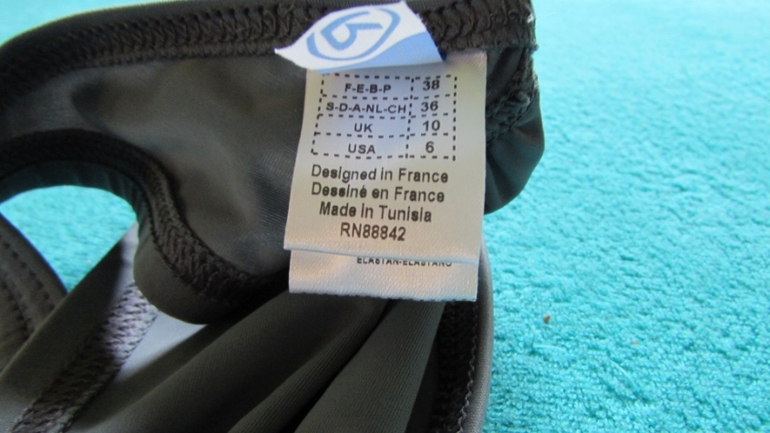 F-E-B-P 38
S-D-A-NL-CH 36
UK 10
USA 6
Designed in France
Dessiné en France
Made in Tunisia
RN88842
ELASTAN-ELASTANO